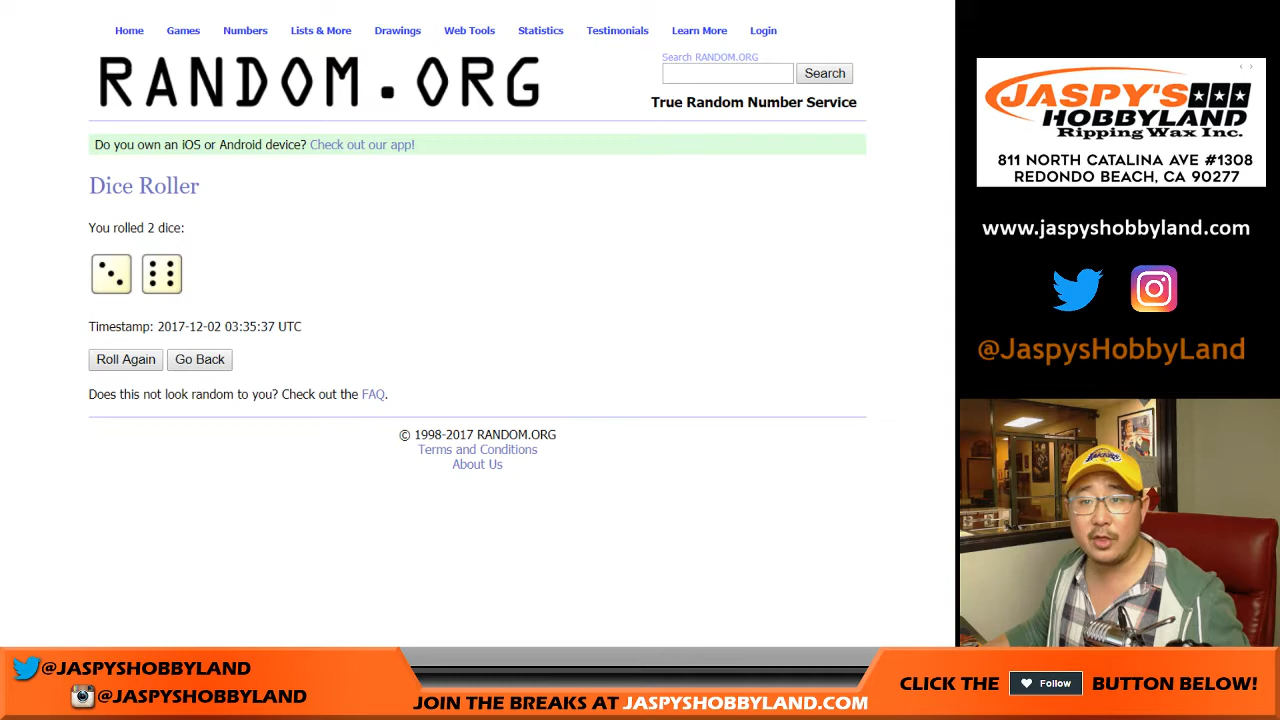 Home Games Numbers Lists & More Drawings Web Tools Statistics Testimonials Learn More Login
RANDOM.ORG
Search RANDOM.ORG
Search
True Random Number Service
Do you own an iOS or Android device? Check out our app!
Dice Roller
You rolled 2 dice:
Timestamp: 2017-12-02 03:35:37 UTC
Roll Again Go Back
Does this not look random to you? Check out the FAQ.
© 1998-2017 RANDOM.ORG
Terms and Conditions
About Us
JASPY'S
HOBBYLAND
Ripping Wax Inc.
811 NORTH CATALINA AVE #1308
REDONDO BEACH, CA 90277
www.jaspyshobbyland.com
@JaspysHobbyLand
@JASPYSHOBBYLAND
@JASPYSHOBBYLAND
JOIN THE BREAKS AT JASPYSHOBBYLAND.COM
CLICK THE Follow BUTTON BELOW!